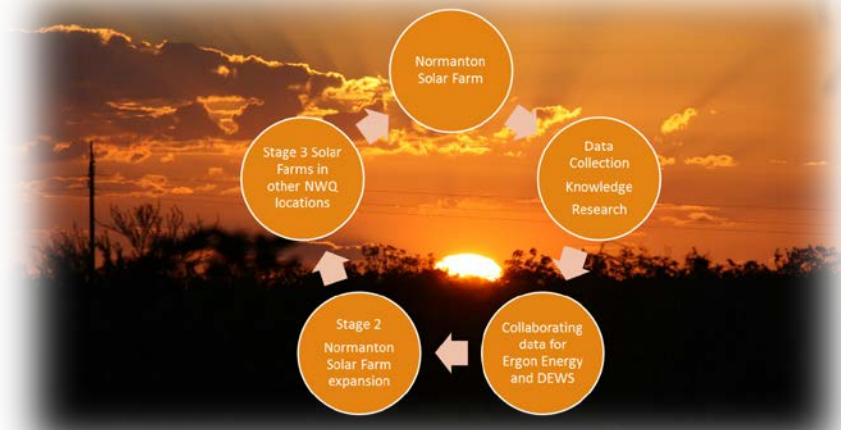 Normanton
Solar Farm
Data
Collection
Knowledge
Research
Collaborating
data for
Ergon Energy
and DEWS
Stage 2
Normanton
Solar Farm
expansion
Stage 3 Solar
Farms in
other NWQ
locations